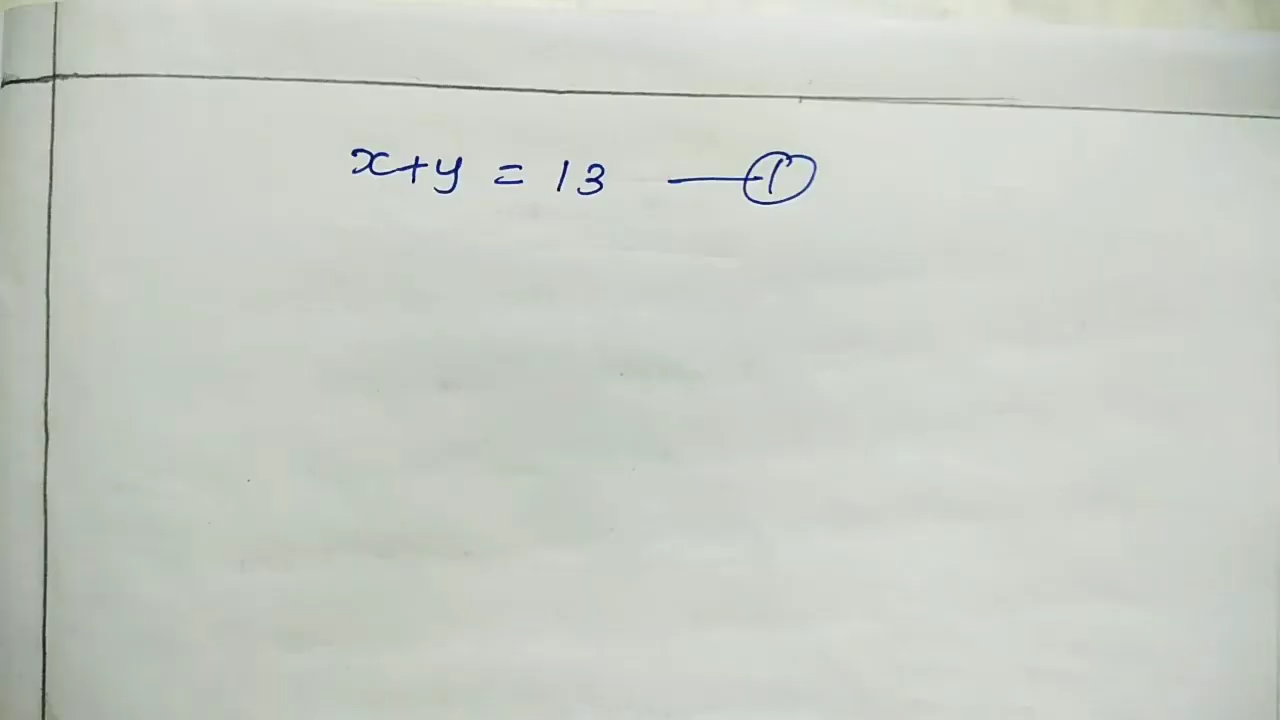 x+y = 13 —①